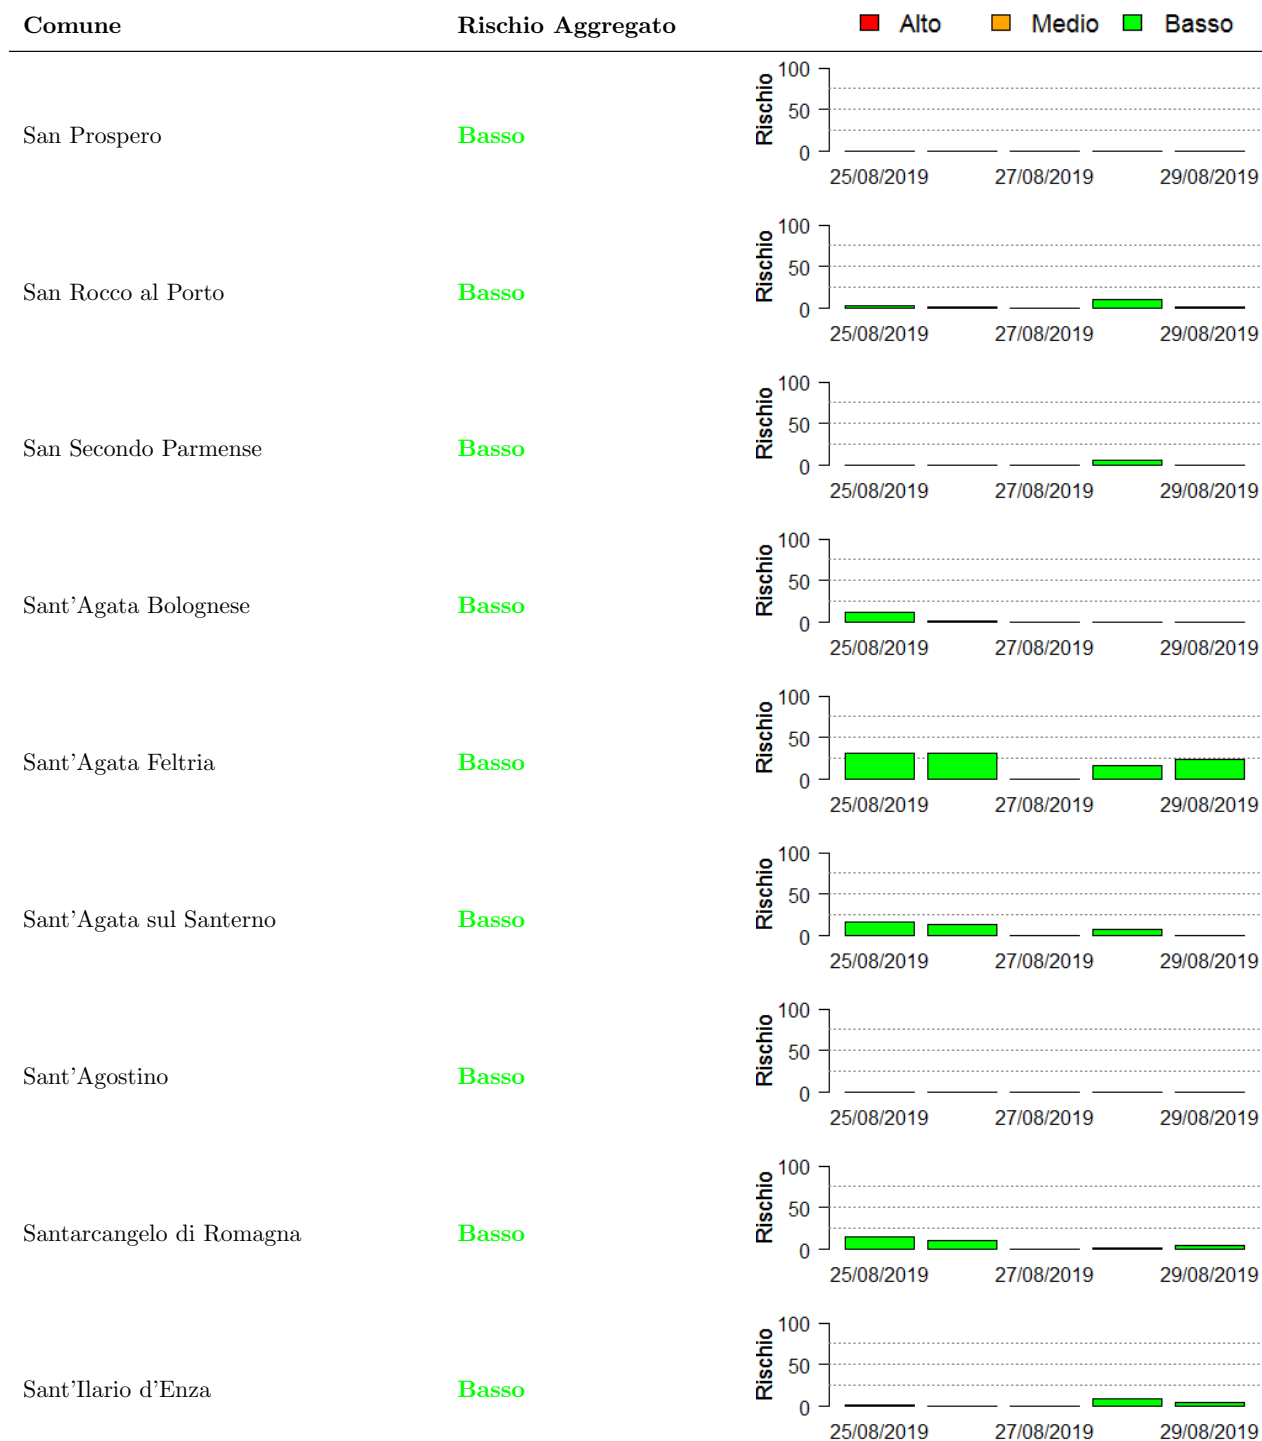 Comune Rischio Aggregato Alto Medio Basso
San Prospero Basso
Rischio
100
50
0
25/08/2019 27/08/2019 29/08/2019
San Rocco al Porto Basso
Rischio
100
50
0
25/08/2019 27/08/2019 29/08/2019
San Secondo Parmense Basso
Rischio
100
50
0
25/08/2019 27/08/2019 29/08/2019
Sant'Agata Bolognese Basso
Rischio
100
50
0
25/08/2019 27/08/2019 29/08/2019
Sant'Agata Feltria Basso
Rischio
100
50
0
25/08/2019 27/08/2019 29/08/2019
Sant'Agata sul Santerno Basso
Rischio
100
50
0
25/08/2019 27/08/2019 29/08/2019
Sant'Agostino Basso
Rischio
100
50
0
25/08/2019 27/08/2019 29/08/2019
Santarcangelo di Romagna Basso
Rischio
100
50
0
25/08/2019 27/08/2019 29/08/2019
Sant'Ilario d'Enza Basso
Rischio
100
50
0
25/08/2019 27/08/2019 29/08/2019